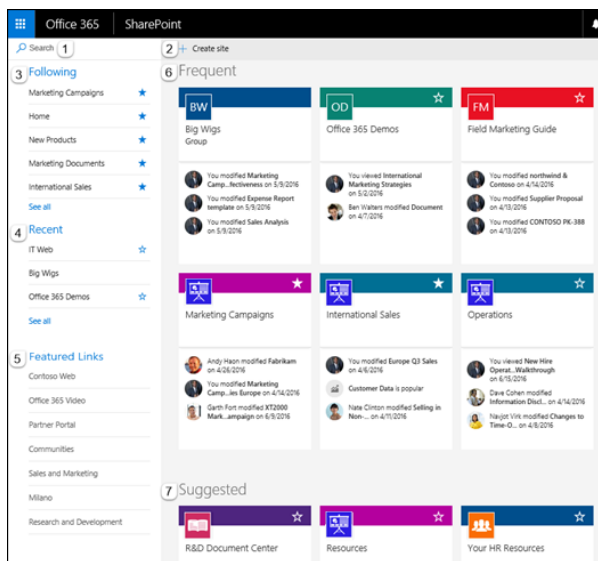 Office 365 SharePoint
Search 1
2 + Create site
3 Following
Marketing Campaigns
Home
New Products
Marketing Documents
International Sales
See all
4 Recent
IT Web
Big Wigs
Office 365 Demos
See all
5 Featured Links
Contoso Web
Office 365 Video
Partner Portal
Communities
Sales and Marketing
Milano
Research and Development
6 Frequent
BW
Big Wigs
Group
You modified Marketing
Camp...fectiveness on 5/9/2016
You modified Expense Report
template on 5/9/2016
You modified Sales Analysis
on 5/9/2016
OD
Office 365 Demos
You viewed International
Marketing Strategies
on 5/2/2016
Ben Walters modified Document
on 4/7/2016
FM
Field Marketing Guide
You modified northwind &
Contoso on 4/14/2016
You modified Supplier Proposal
on 4/13/2016
You modified CONTOSO PK-388
on 4/13/2016
Marketing Campaigns
Andy Haon modified Fabrikam
on 4/26/2016
You modified Marketing
Camp...ies Europe on 4/14/2016
Garth Fort modified XT2000
Mark...ampaign on 6/9/2016
International Sales
You modified Europe Q3 Sales
on 4/6/2016
Customer Data is popular
Nate Clinton modified Selling in
Non-... on 4/11/2016
Operations
You viewed New Hire
Operat...Walkthrough
on 6/15/2016
Dave Cohen modified
Information Discl... on 4/14/2016
Navjot Virk modified Changes to
Time-O... on 4/8/2016
7 Suggested
R&D Document Center
Resources
Your HR Resources